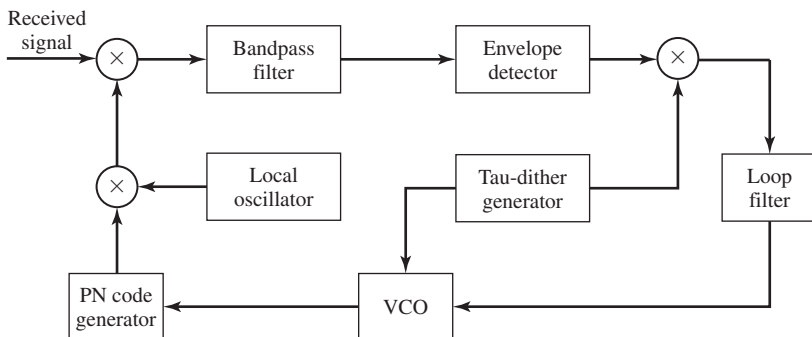 Received
signal
×
Bandpass
filter
Envelope
detector
×
×
Local
oscillator
Tau-dither
generator
Loop
filter
PN code
generator
VCO